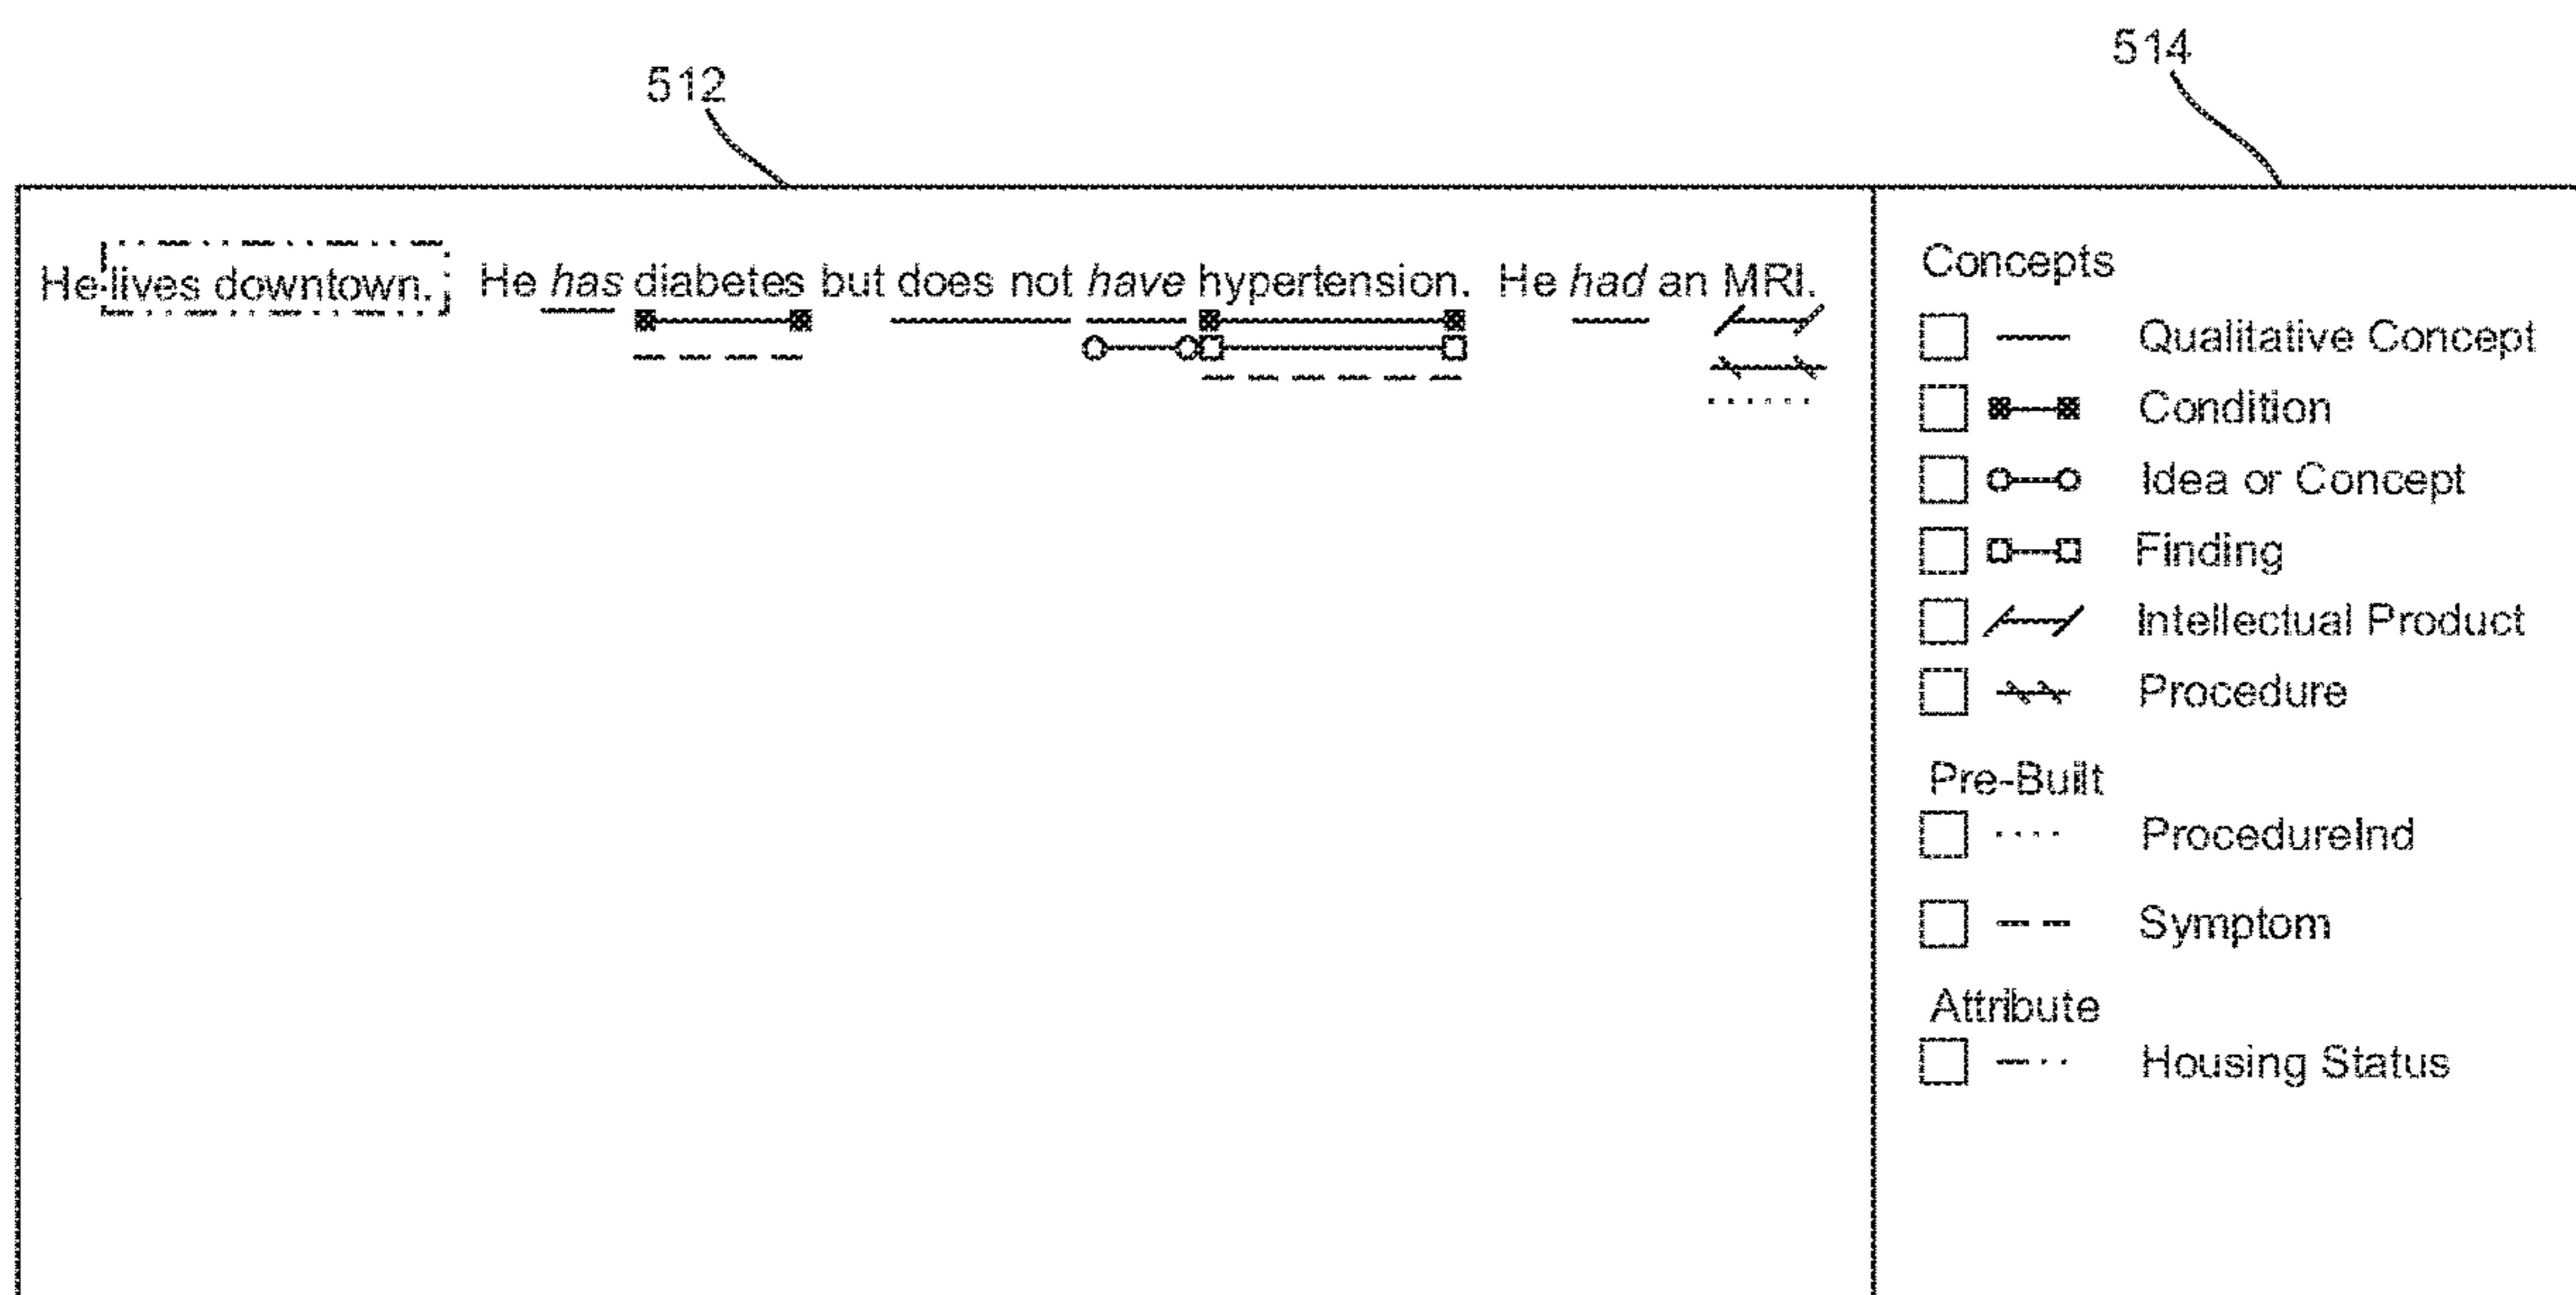 512
514
He lives downtown. He has diabetes but does not have hypertension. He had an MRI.
Concepts
Qualitative Concept
Condition
Idea or Concept
Finding
Intellectual Product
Procedure
Pre-Built
ProcedureInd
Symptom
Attribute
Housing Status